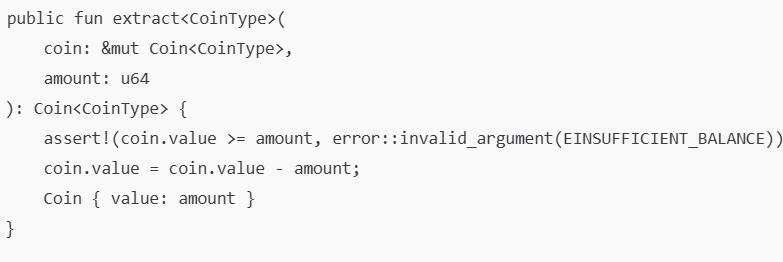 public fun extract<CoinType>(
    coin: &mut Coin<CoinType>,
    amount: u64
): Coin<CoinType> {
    assert!(coin.value >= amount, error::invalid_argument(EINSUFFICIENT_BALANCE))
    coin.value = coin.value - amount;
    Coin { value: amount }
}